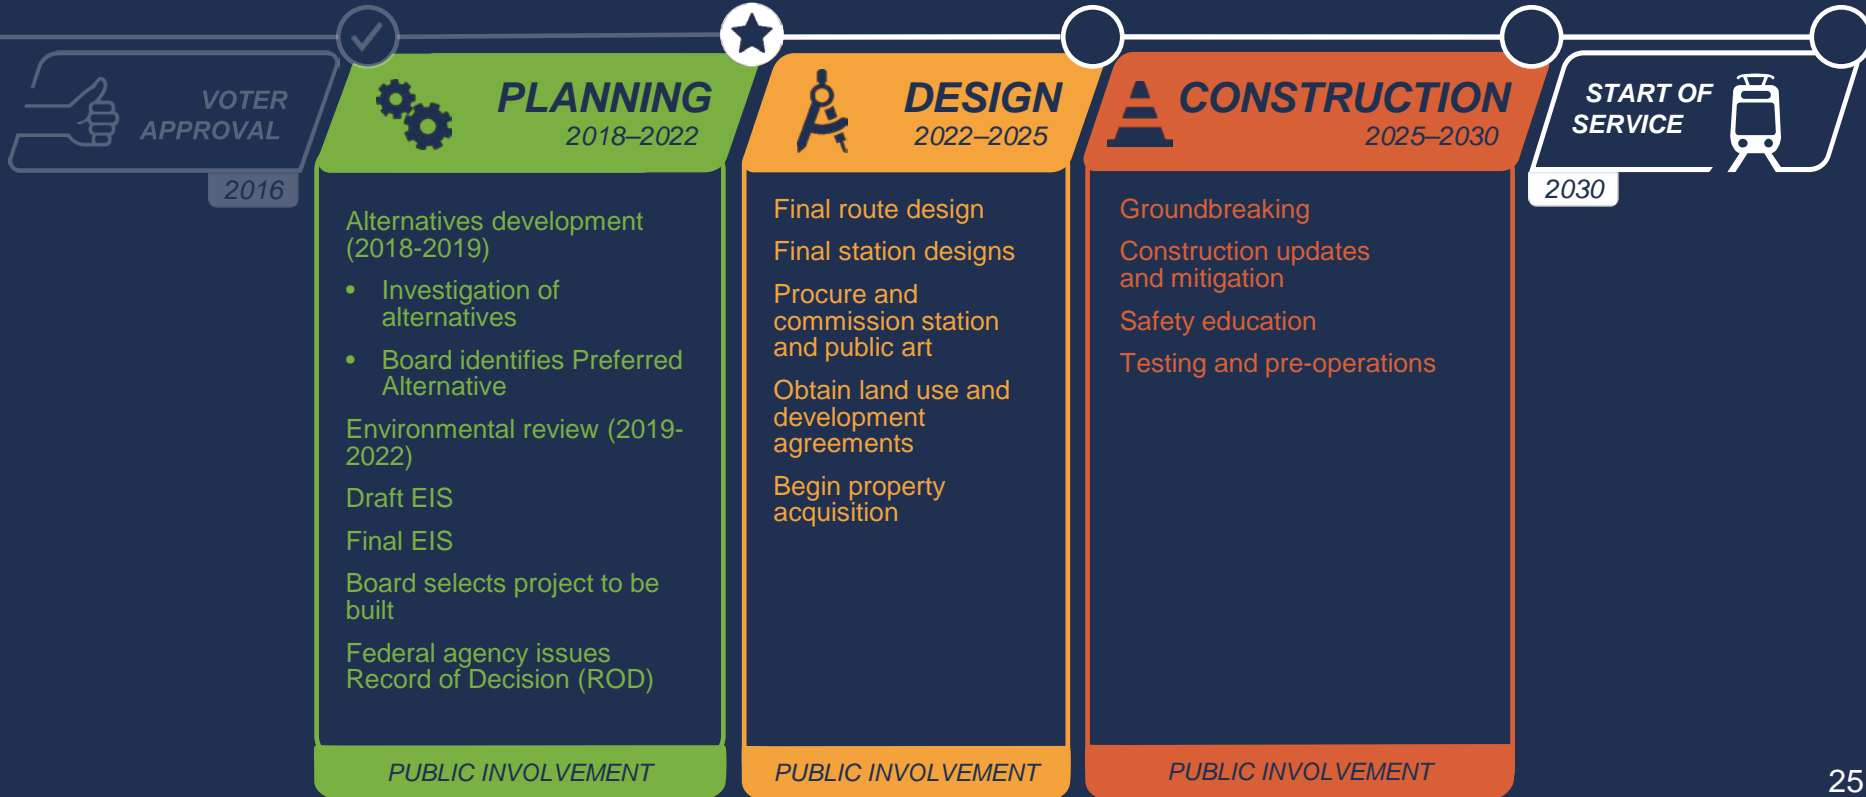 VOTER
APPROVAL
2016
PLANNING
2018–2022
Alternatives development
(2018-2019)
• Investigation of
alternatives
• Board identifies Preferred
Alternative
Environmental review (2019-
2022)
Draft EIS
Final EIS
Board selects project to be
built
Federal agency issues
Record of Decision (ROD)
PUBLIC INVOLVEMENT
DESIGN
2022–2025
Final route design
Final station designs
Procure and
commission station
and public art
Obtain land use and
development
agreements
Begin property
acquisition
PUBLIC INVOLVEMENT
CONSTRUCTION
2025–2030
Groundbreaking
Construction updates
and mitigation
Safety education
Testing and pre-operations
PUBLIC INVOLVEMENT
START OF
SERVICE
2030
25